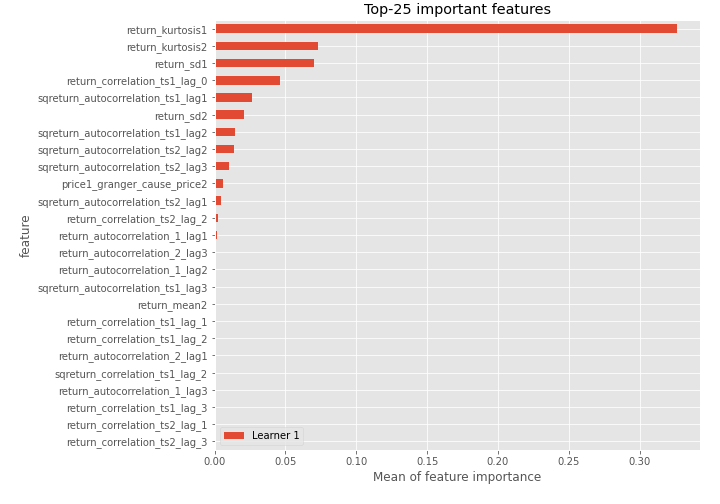 Top-25 important features
feature
return_kurtosis1
return_kurtosis2
return_sd1
return_correlation_ts1_lag_0
sqreturn_autocorrelation_ts1_lag1
return_sd2
sqreturn_autocorrelation_ts1_lag2
sqreturn_autocorrelation_ts2_lag2
sqreturn_autocorrelation_ts2_lag3
price1_granger_cause_price2
sqreturn_autocorrelation_ts2_lag1
return_correlation_ts2_lag_2
return_autocorrelation_1_lag1
return_autocorrelation_2_lag3
return_autocorrelation_1_lag2
sqreturn_autocorrelation_ts1_lag3
return_mean2
return_correlation_ts1_lag_1
return_correlation_ts1_lag_2
return_autocorrelation_2_lag1
sqreturn_correlation_ts1_lag_2
return_autocorrelation_1_lag3
return_correlation_ts1_lag_3
return_correlation_ts2_lag_1
return_correlation_ts2_lag_3
Learner 1
0.00 0.05 0.10 0.15 0.20 0.25 0.30
Mean of feature importance